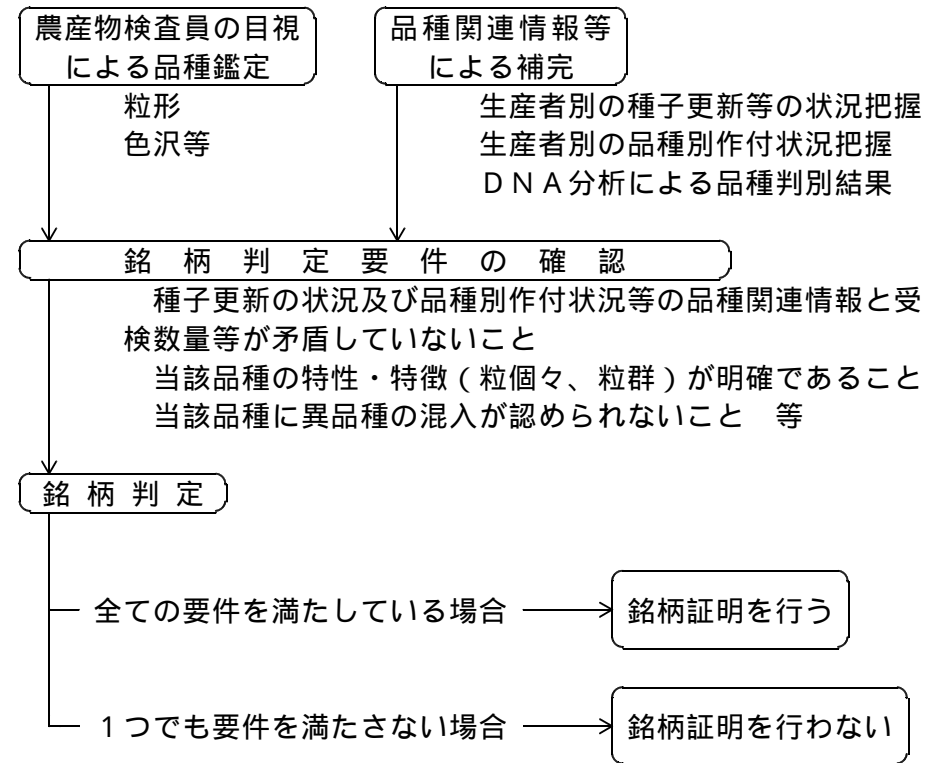 農産物検査員の目視
による品種鑑定
品種関連情報等
による補完
粒形
色沢等
生産者別の種子更新等の状況把握
生産者別の品種別作付状況把握
ＤＮＡ分析による品種判別結果
銘柄判定要件の確認
種子更新の状況及び品種別作付状況等の品種関連情報と受
検数量等が矛盾していないこと
当該品種の特性・特徴（粒個々、粒群）が明確であること
当該品種に異品種の混入が認められないこと　等
銘柄判定
全ての要件を満たしている場合
銘柄証明を行う
１つでも要件を満たさない場合
銘柄証明を行わない